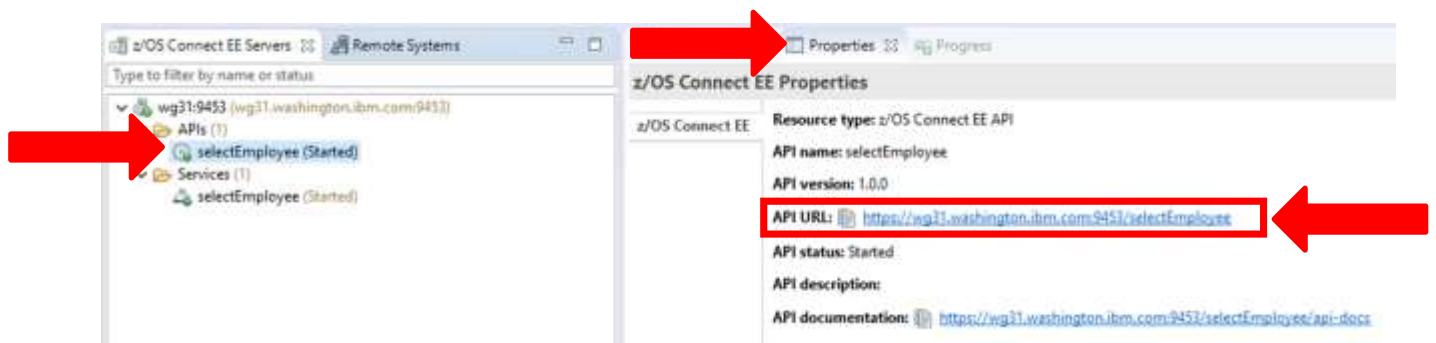 z/OS Connect EE Servers
Remote Systems
Type to filter by name or status
wg31:9453 (wg31.washington.ibm.com:9453)
APIs (1)
selectEmployee (Started)
Services (1)
selectEmployee (Started)
Properties
Progress
z/OS Connect EE Properties
z/OS Connect EE
Resource type: z/OS Connect EE API
API name: selectEmployee
API version: 1.0.0
API URL: https://wg31.washington.ibm.com:9453/selectEmployee
API status: Started
API description:
API documentation: https://wg31.washington.ibm.com:9453/selectEmployee/api-docs